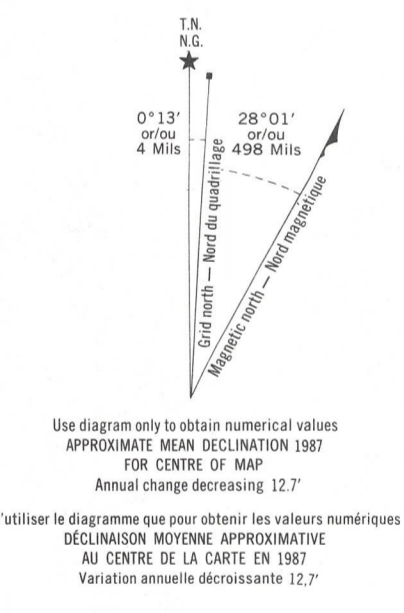 T.N.
N.G.
0°13′
or/ou
4 Mils
28°01′
or/ou
498 Mils
Grid north — Nord du quadrillage
Magnetic north — Nord magnetique
Use diagram only to obtain numerical values
APPROXIMATE MEAN DECLINATION 1987
FOR CENTRE OF MAP
Annual change decreasing 12.7′
'utiliser le diagramme que pour obtenir les valeurs numériques
DÉCLINAISON MOYENNE APPROXIMATIVE
AU CENTRE DE LA CARTE EN 1987
Variation annuelle décroissante 12,7′